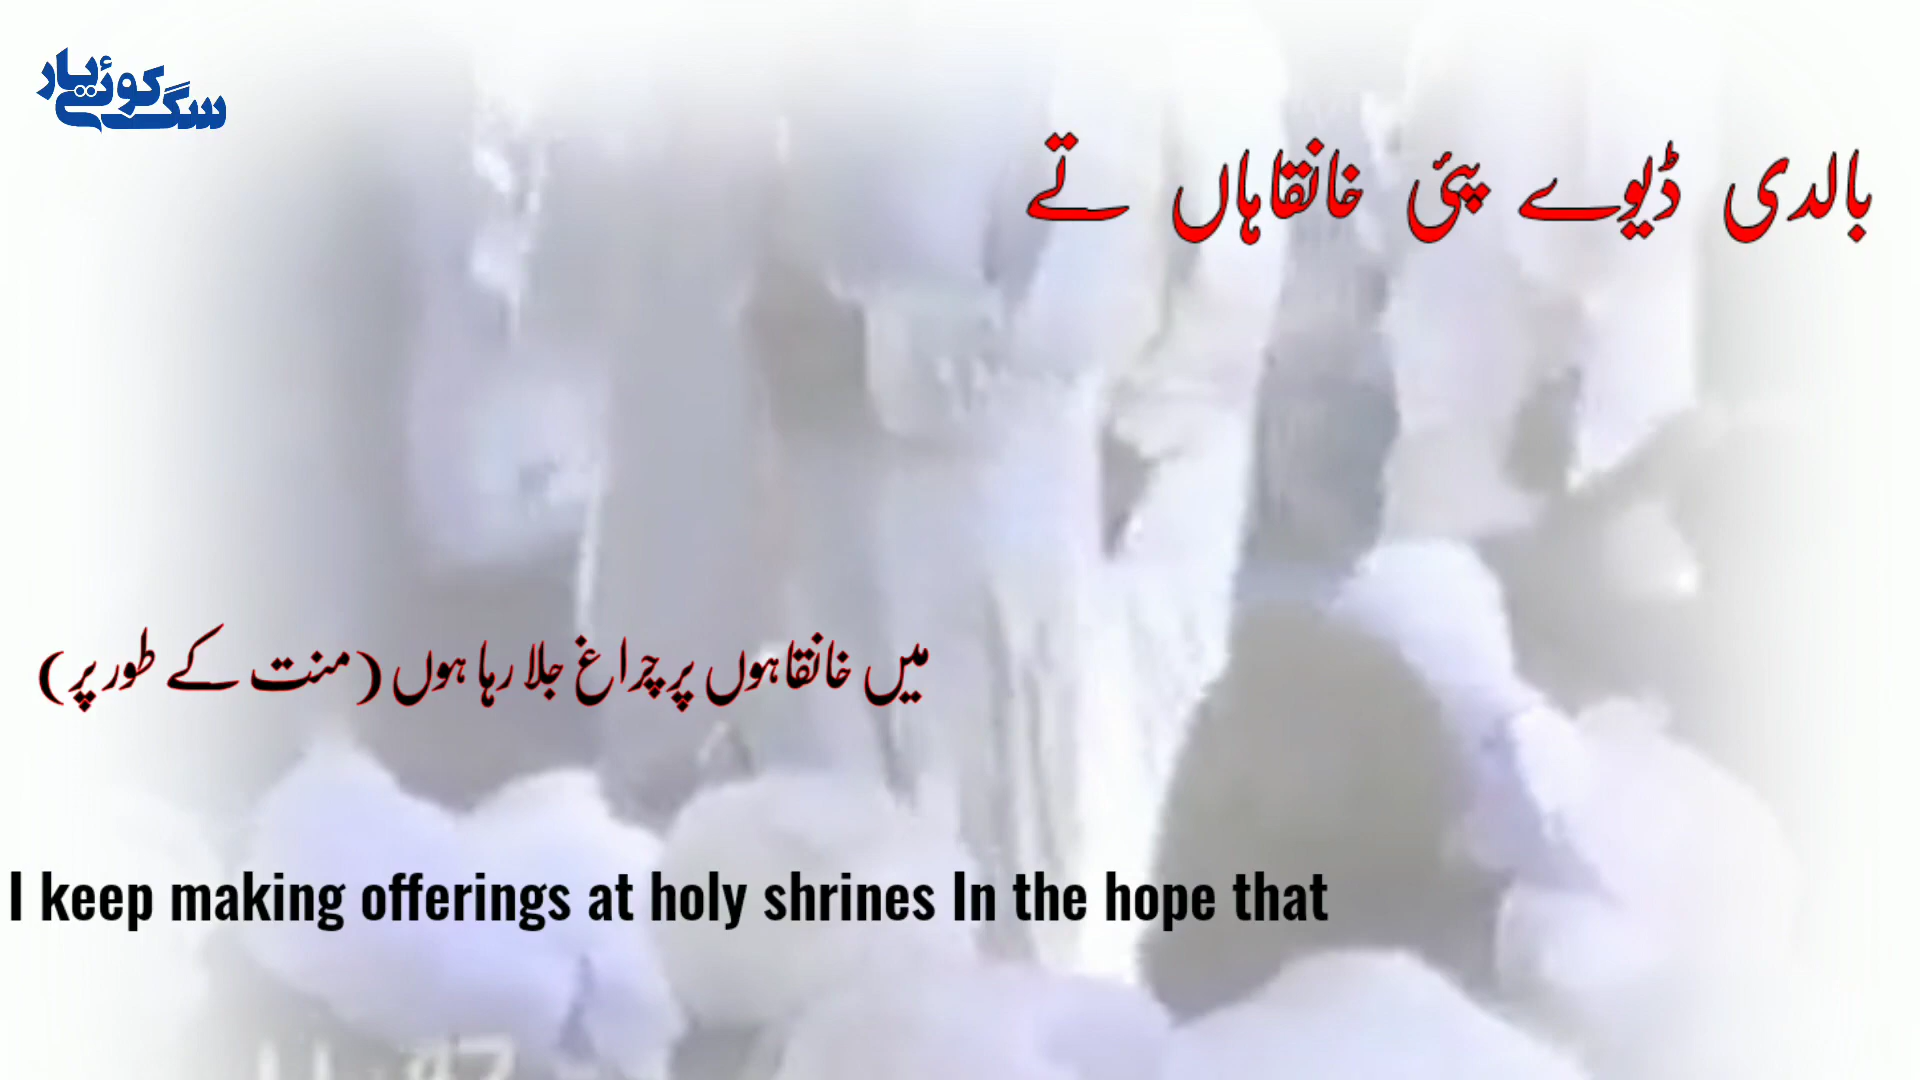 سگ کوئے یار
بالدی ڈیوے پئی خانقاہاں تے
میں خانقاہوں پر چراغ جلا رہا ہوں (منت کے طور پر)
I keep making offerings at holy shrines In the hope that